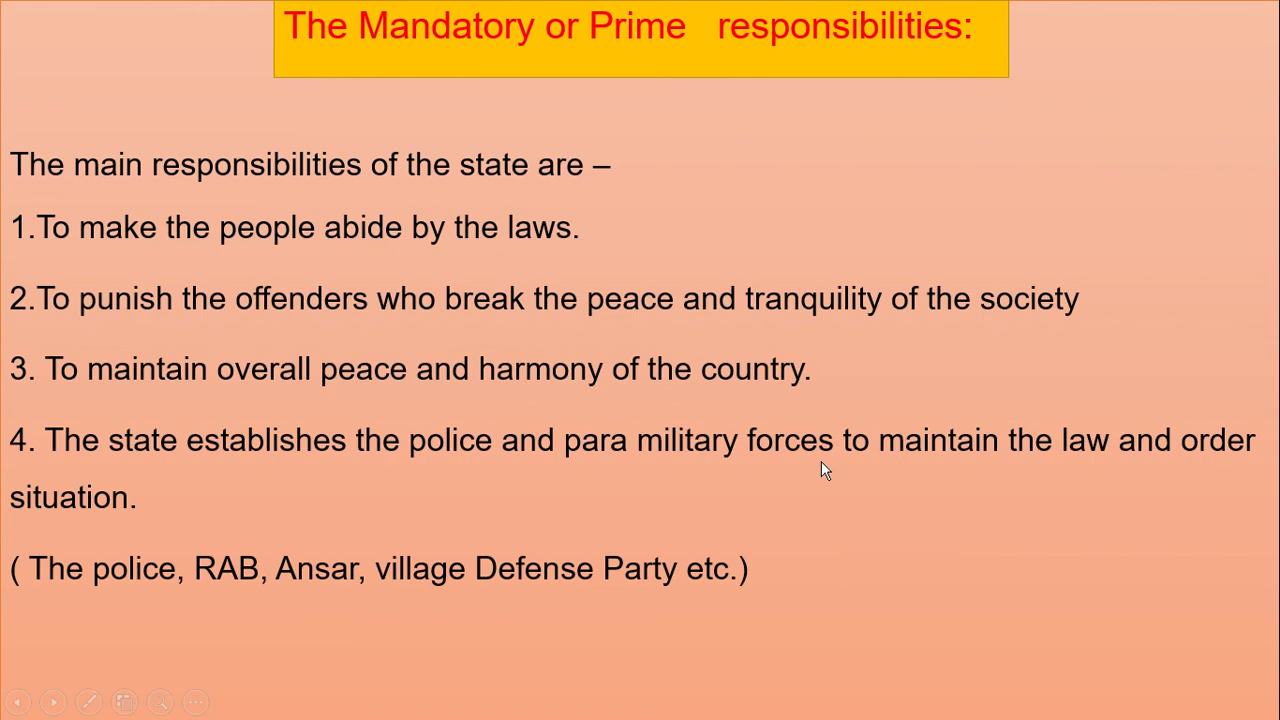 The Mandatory or Prime responsibilities:
The main responsibilities of the state are –
1.To make the people abide by the laws.
2.To punish the offenders who break the peace and tranquility of the society
3. To maintain overall peace and harmony of the country.
4. The state establishes the police and para military forces to maintain the law and order
situation.
( The police, RAB, Ansar, village Defense Party etc.)